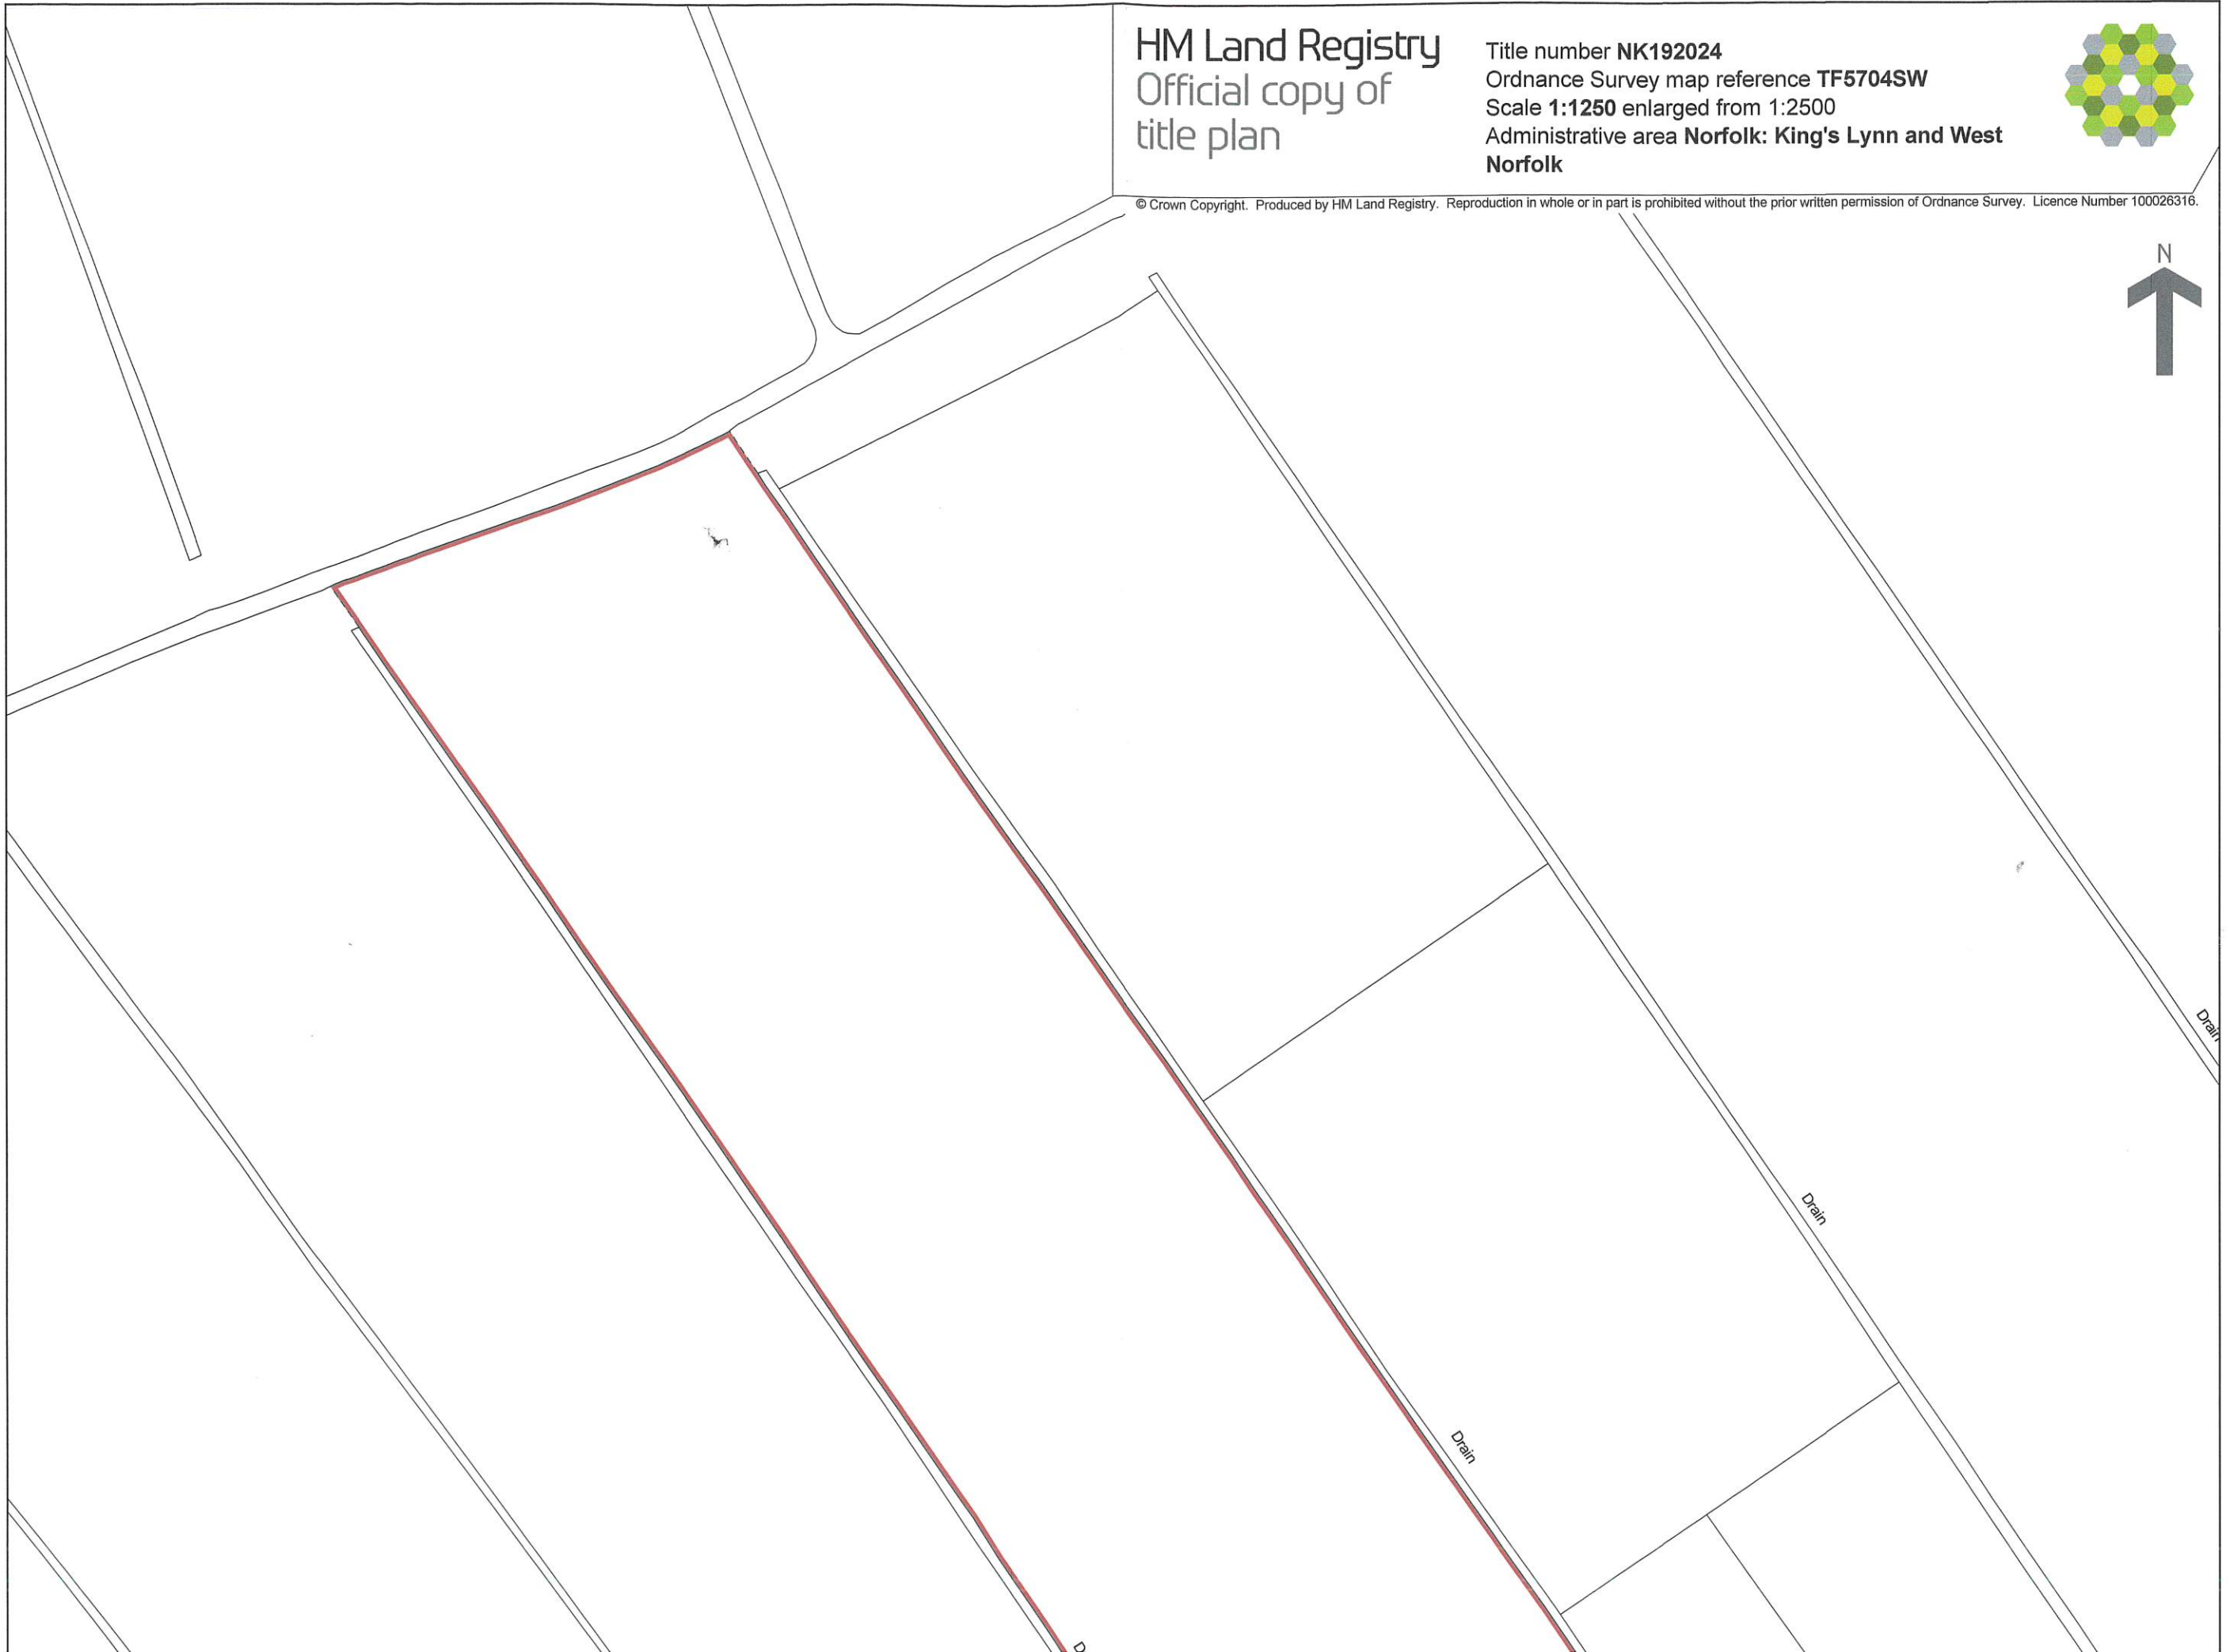 HM Land Registry
Official copy of
title plan
Title number NK192024
Ordnance Survey map reference TF5704SW
Scale 1:1250 enlarged from 1:2500
Administrative area Norfolk: King's Lynn and West
Norfolk
© Crown Copyright. Produced by HM Land Registry. Reproduction in whole or in part is prohibited without the prior written permission of Ordnance Survey. Licence Number 100026316.
N
Drain
Drain
Drain
D